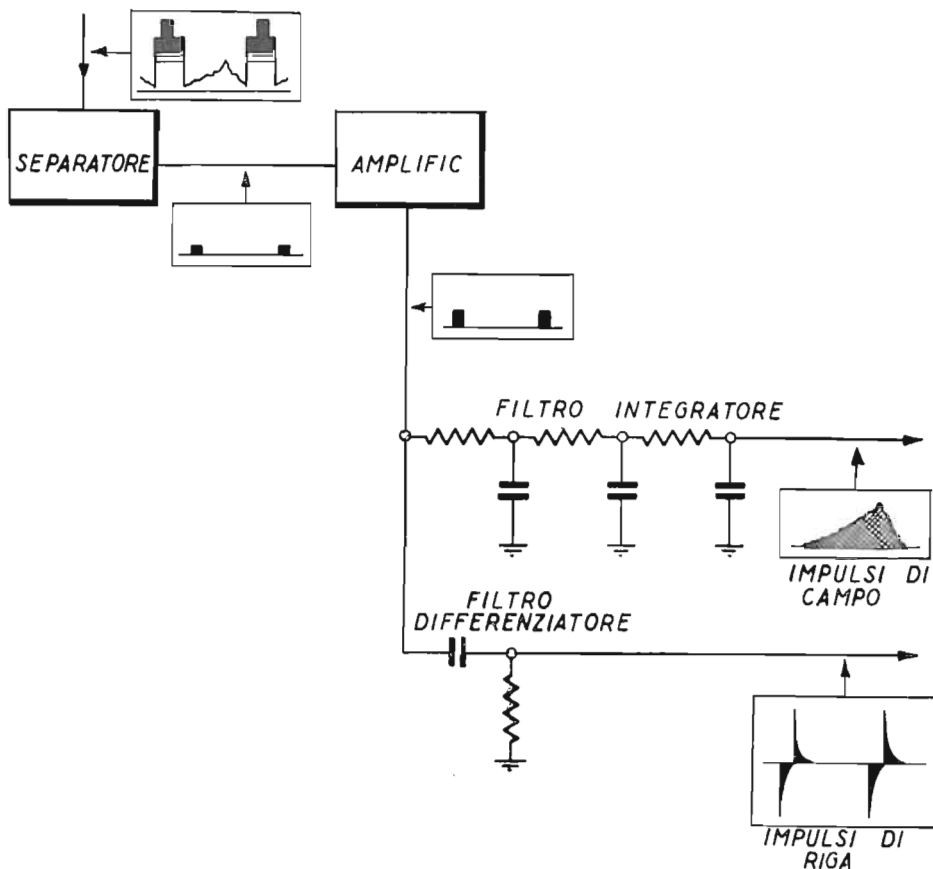 SEPARATORE
AMPLIFIC
FILTRO INTEGRATORE
IMPULSI DI
CAMPO
FILTRO
DIFFERENZIATORE
IMPULSI DI
RIGA